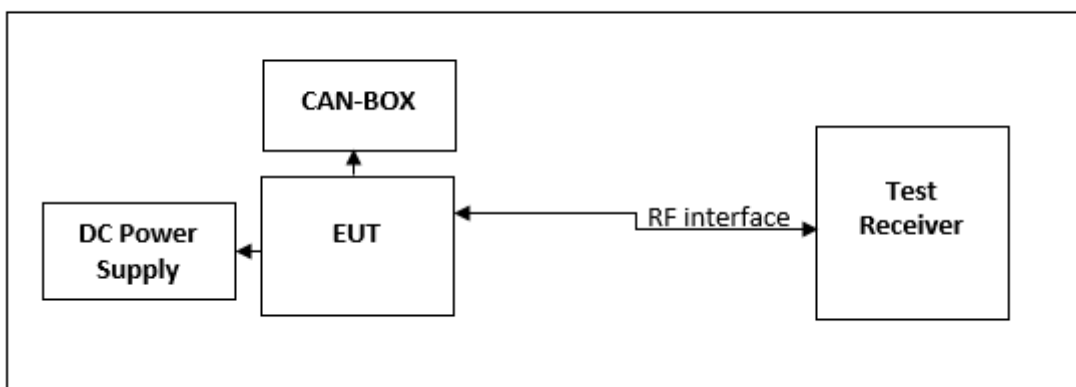 CAN-BOX
DC Power
Supply
EUT
RF interface
Test
Receiver